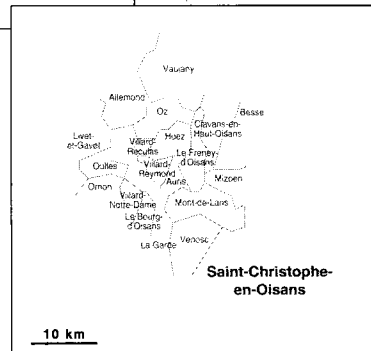 Vaujany
Allemond
Oz
Besse
Clavans-en-
Haut-Oisans
Livet-
et-Gavet
Villard-
Reculas
Huez
Le Freney-
d'Oisans
Villard-
Reymond
Oulles
Auris
Mizoen
Ornon
Villard-
Notre-Dame
Mont-de-Lans
Le Bourg-
d'Oisans
La Garde
Venosc
Saint-Christophe-
en-Oisans
10 km